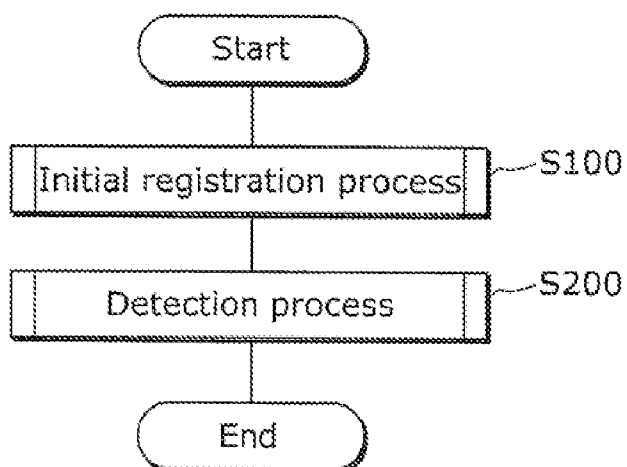 Start
Initial registration process
S100
Detection process
S200
End